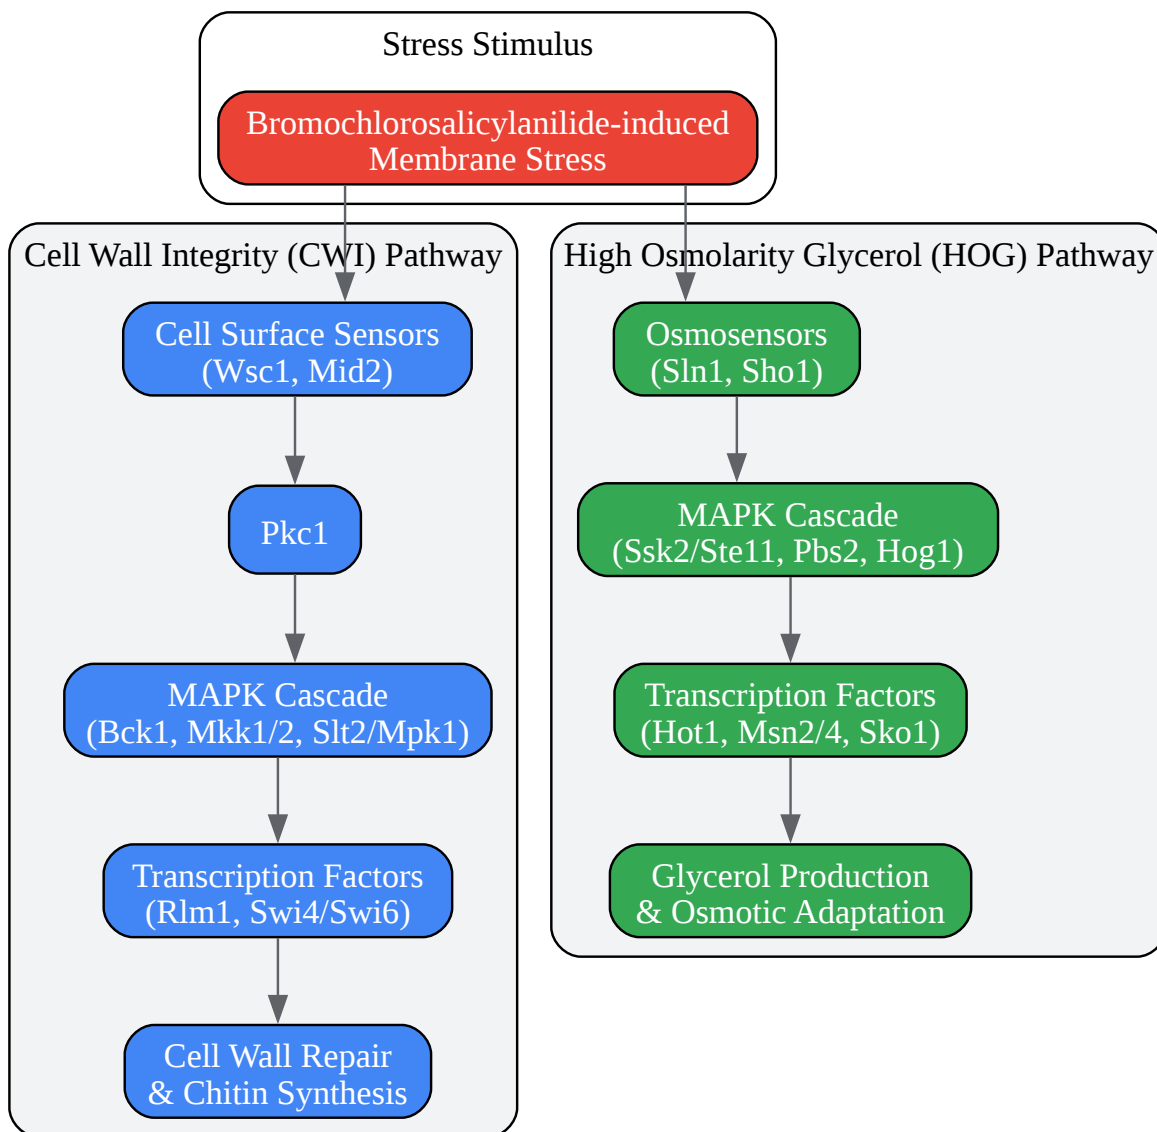 Stress Stimulus
Bromochlorosalicylanilide-induced
Membrane Stress
Cell Wall Integrity (CWI) Pathway
Cell Surface Sensors
(Wsc1, Mid2)
Pkc1
MAPK Cascade
(Bck1, Mkk1/2, Slt2/Mpk1)
Transcription Factors
(Rlm1, Swi4/Swi6)
Cell Wall Repair
& Chitin Synthesis
High Osmolarity Glycerol (HOG) Pathway
Osmosensors
(Sln1, Sho1)
MAPK Cascade
(Ssk2/Ste11, Pbs2, Hog1)
Transcription Factors
(Hot1, Msn2/4, Sko1)
Glycerol Production
& Osmotic Adaptation